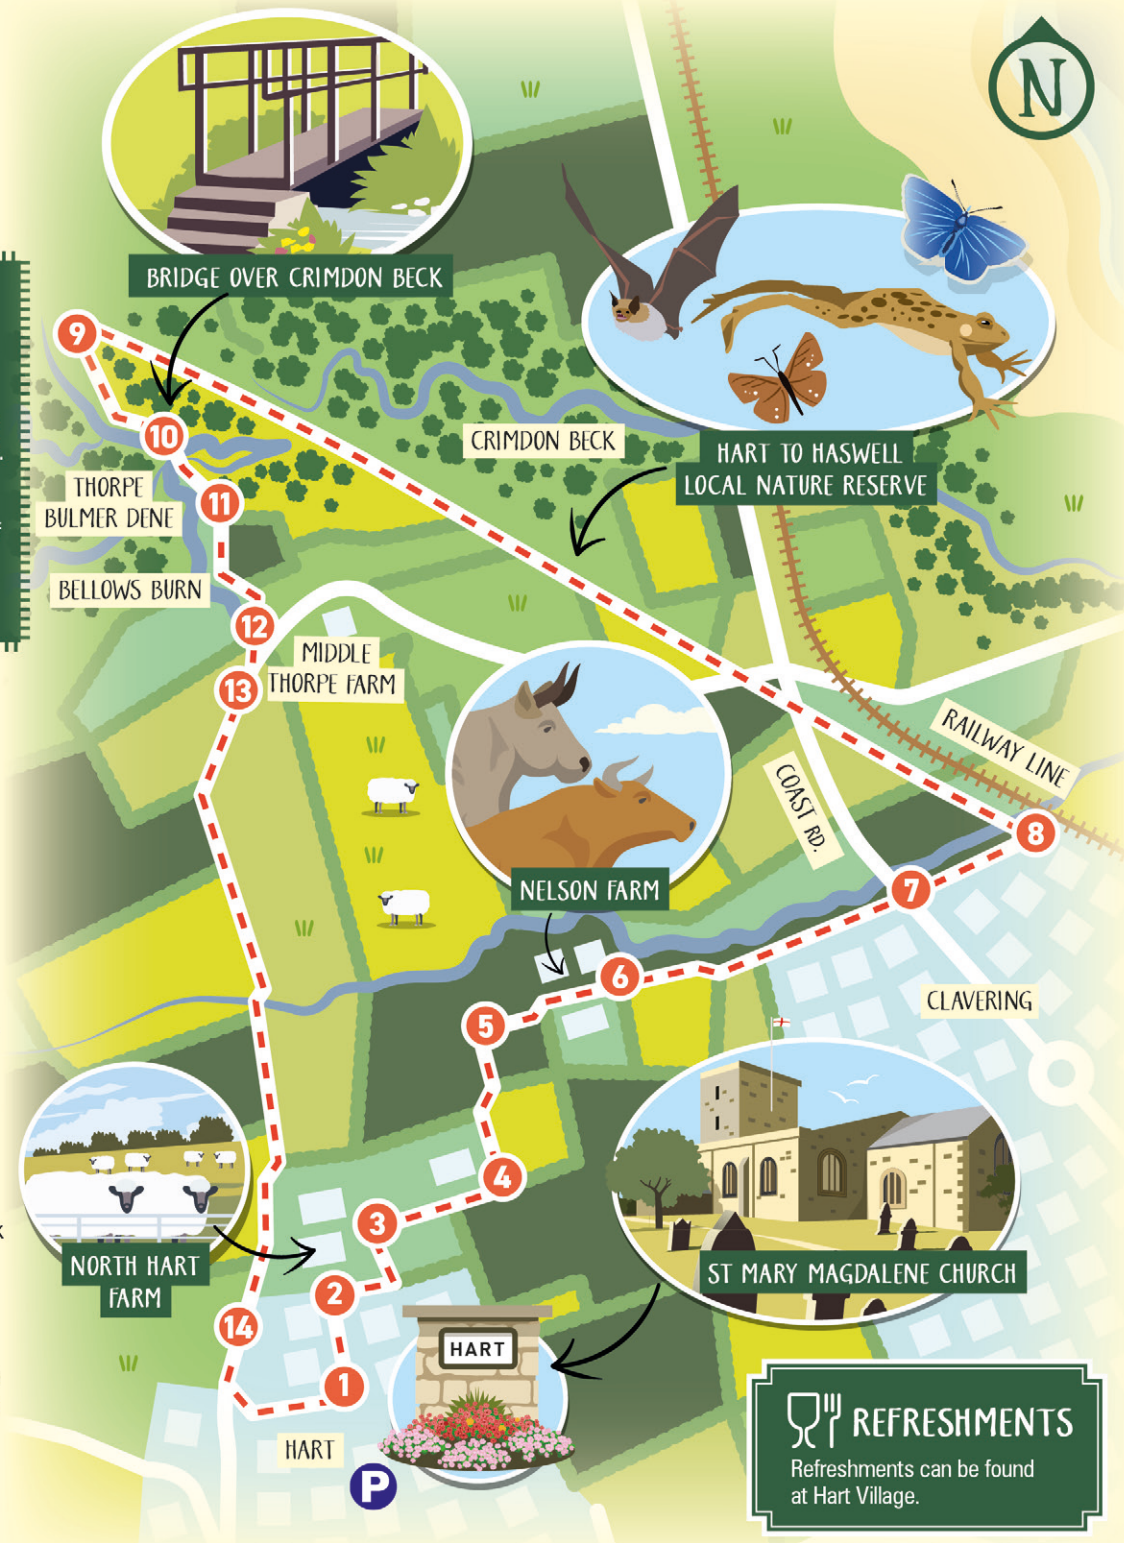 N
BRIDGE OVER CRIMDON BECK
9
10
CRIMDON BECK
HART TO HASWELL
LOCAL NATURE RESERVE
THORPE
BULMER DENE
11
BELLOWS BURN
12
MIDDLE
THORPE FARM
13
RAILWAY LINE
COAST RD.
8
7
NELSON FARM
6
CLAVERING
5
4
3
K
NORTH HART
FARM
ST MARY MAGDALENE CHURCH
2
14
HART
1
HART
P
REFRESHMENTS
Refreshments can be found
at Hart Village.